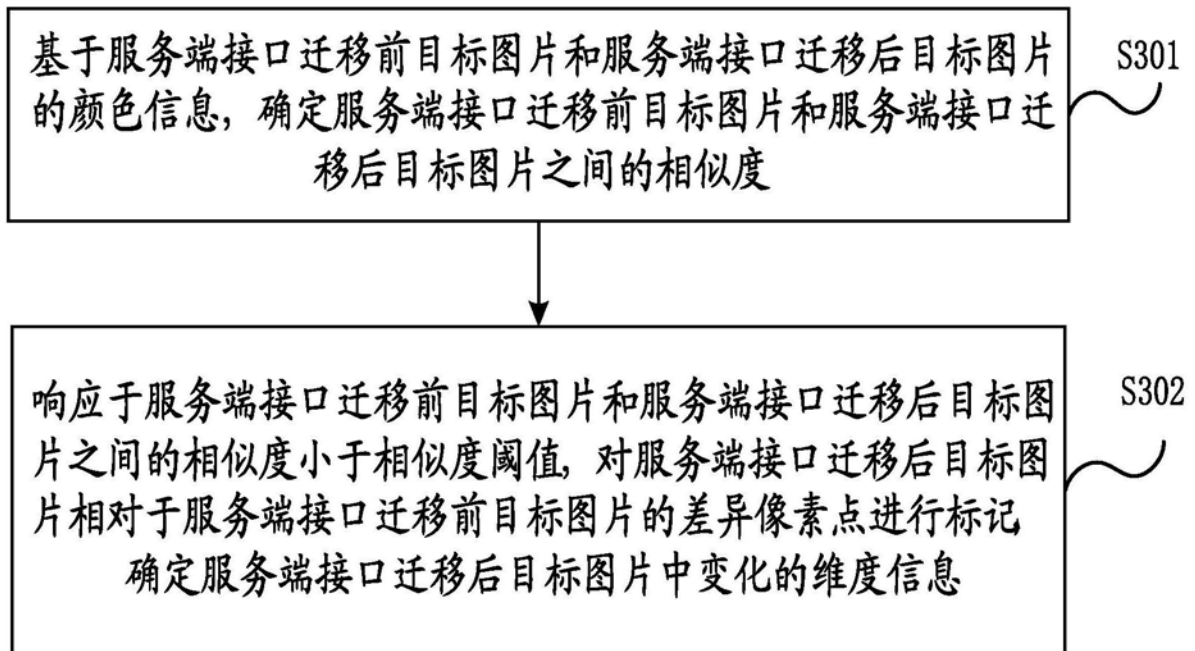 基于服务端接口迁移前目标图片和服务端接口迁移后目标图片
的颜色信息，确定服务端接口迁移前目标图片和服务端接口迁
移后目标图片之间的相似度
S301
响应于服务端接口迁移前目标图片和服务端接口迁移后目标图
片之间的相似度小于相似度阈值，对服务端接口迁移后目标图
片相对于服务端接口迁移前目标图片的差异像素点进行标记，
确定服务端接口迁移后目标图片中变化的维度信息
S302